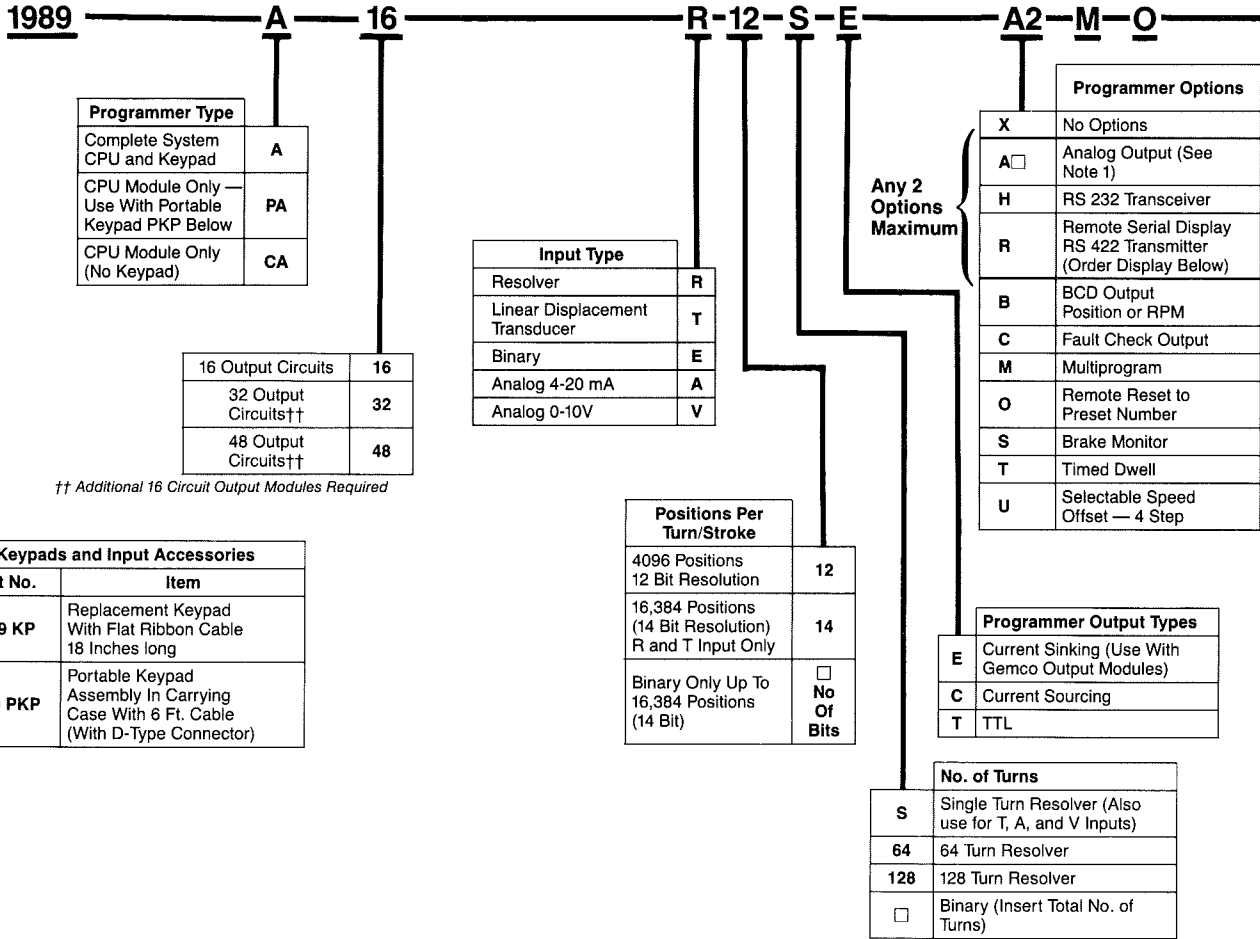 1989 A 16 R-12-S-E A2-M-O
Programmer Type
Complete System
CPU and Keypad
A
CPU Module Only —
Use With Portable
Keypad PKP Below
PA
CPU Module Only
(No Keypad)
CA
16 Output Circuits 16
32 Output
Circuits††
32
48 Output
Circuits††
48
†† Additional 16 Circuit Output Modules Required
Keypads and Input Accessories
No. Item
9 KP
Replacement Keypad
With Flat Ribbon Cable
18 Inches long
PKP
Portable Keypad
Assembly In Carrying
Case With 6 Ft. Cable
(With D-Type Connector)
Input Type
Resolver R
Linear Displacement
Transducer
T
Binary E
Analog 4-20 mA A
Analog 0-10V V
Positions Per
Turn/Stroke
4096 Positions
12 Bit Resolution
12
16,384 Positions
(14 Bit Resolution)
R and T Input Only
14
Binary Only Up To
16,384 Positions
(14 Bit)
□
No
Of
Bits
Any 2
Options
Maximum
Programmer Options
X No Options
A□
Analog Output (See
Note 1)
H RS 232 Transceiver
R
Remote Serial Display
RS 422 Transmitter
(Order Display Below)
B
BCD Output
Position or RPM
C Fault Check Output
M Multiprogram
O
Remote Reset to
Preset Number
S Brake Monitor
T Timed Dwell
U
Selectable Speed
Offset — 4 Step
Programmer Output Types
E
Current Sinking (Use With
Gemco Output Modules)
C Current Sourcing
T TTL
No. of Turns
S
Single Turn Resolver (Also
use for T, A, and V Inputs)
64 64 Turn Resolver
128 128 Turn Resolver
□
Binary (Insert Total No. of
Turns)